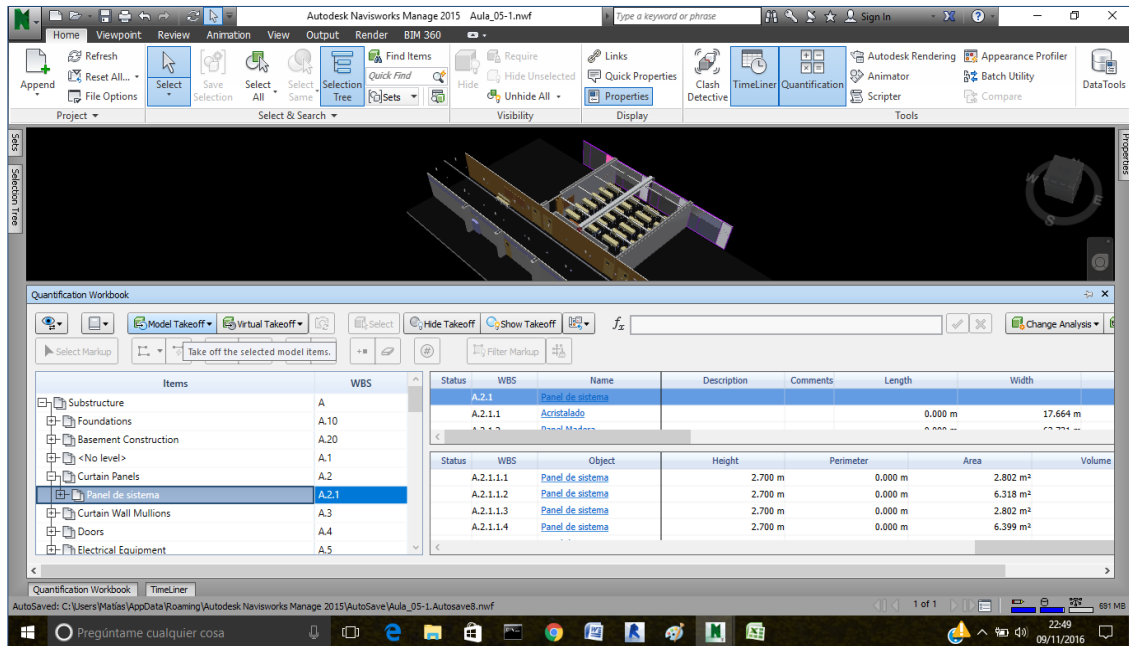 Autodesk Navisworks Manage 2015 Aula_05-1.nwf
Type a keyword or phrase
Sign In
Home Viewpoint Review Animation View Output Render BIM 360
Append
Refresh
Reset All...
File Options
Project
Select
Save Selection
Select All
Select Same
Selection Tree
Find Items
Quick Find
Sets
Select & Search
Hide
Require
Hide Unselected
Unhide All
Visibility
Links
Quick Properties
Properties
Display
Clash Detective
TimeLiner
Quantification
Autodesk Rendering
Animator
Scripter
Appearance Profiler
Batch Utility
Compare
Tools
DataTools
Sets
Selection Tree
Properties
W
S
E
Quantification Workbook
Model Takeoff
Virtual Takeoff
Select
Hide Takeoff
Show Takeoff
fx
Change Analysis
Select Markup
Take off the selected model items.
Filter Markup
Items WBS
Substructure A
Foundations A.10
Basement Construction A.20
<No level> A.1
Curtain Panels A.2
Panel de sistema A.2.1
Curtain Wall Mullions A.3
Doors A.4
Electrical Equipment A.5
Status WBS Name Description Comments Length Width
A.2.1 Panel de sistema
A.2.1.1 Acristalado 0.000 m 17.664 m
Status WBS Object Height Perimeter Area Volume
A.2.1.1.1 Panel de sistema 2.700 m 0.000 m 2.802 m²
A.2.1.1.2 Panel de sistema 2.700 m 0.000 m 6.318 m²
A.2.1.1.3 Panel de sistema 2.700 m 0.000 m 2.802 m²
A.2.1.1.4 Panel de sistema 2.700 m 0.000 m 6.399 m²
Quantification Workbook TimeLiner
AutoSaved: C:\Users\Matías\AppData\Roaming\Autodesk Navisworks Manage 2015\AutoSave\Aula_05-1.Autosave8.nwf
1 of 1
691 MB
Pregúntame cualquier cosa
22:49
09/11/2016